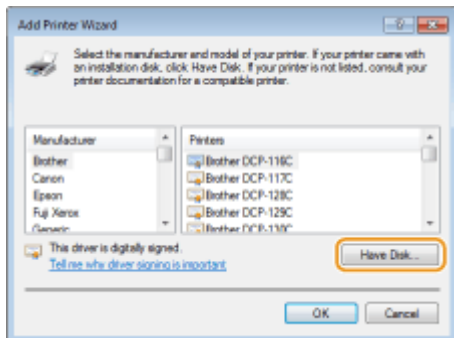 Add Printer Wizard
Select the manufacturer and model of your printer. If your printer came with
an installation disk, click Have Disk. If your printer is not listed, consult your
printer documentation for a compatible printer.
Manufacturer
Brother
Canon
Epson
Fuji Xerox
Generic
Printers
Brother DCP-116C
Brother DCP-117C
Brother DCP-128C
Brother DCP-129C
Brother DCP-130C
This driver is digitally signed.
Tell me why driver signing is important
Have Disk...
OK
Cancel